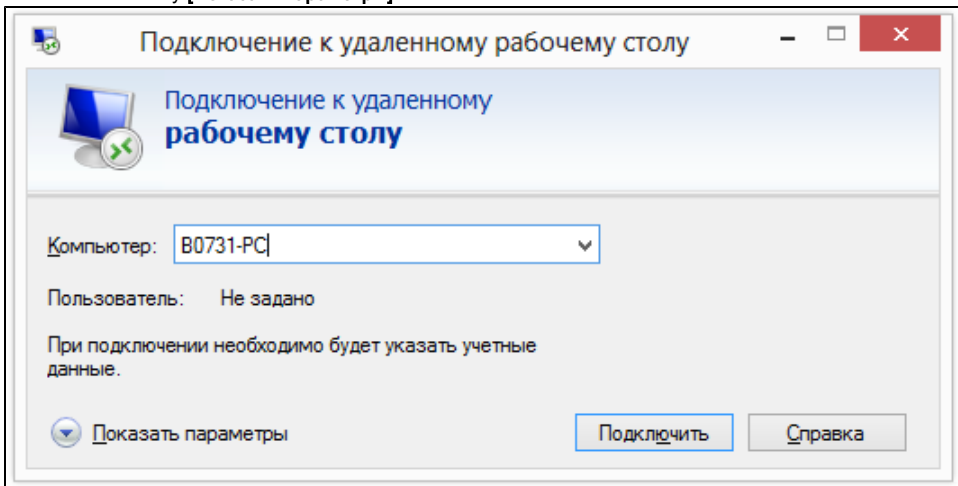 Подключение к удаленному рабочему столу
Подключение к удаленному
рабочему столу
Компьютер: B0731-PC
Пользователь: Не задано
При подключении необходимо будет указать учетные
данные.
Показать параметры Подключить Справка